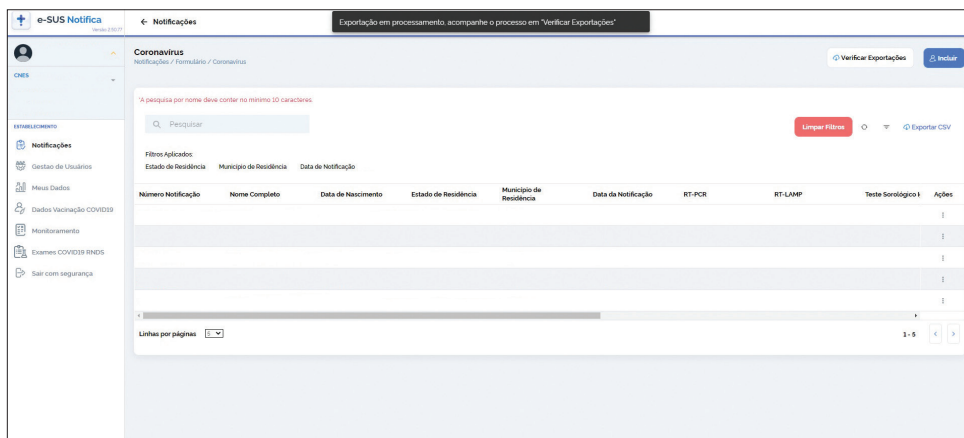 e-SUS Notifica
← Notificações
Exportação em processamento, acompanhe o processo em "Verificar Exportações"
Coronavírus
Notificações / Formulário / Coronavírus
Verificar Exportações
Incluir
CNES
*A pesquisa por nome deve conter no mínimo 10 caracteres
Pesquisar
Limpar Filtros
Exportar CSV
ESTABELECIMENTO
Notificações
Gestao de Usuários
Meus Dados
Dados Vacinação COVID19
Monitoramento
Exames COVID19 RNDS
Sair com segurança
Filtros Aplicados:
Estado de Residência Município de Residência Data de Notificação
Número Notificação Nome Completo Data de Nascimento Estado de Residência Município de Residência Data da Notificação RT-PCR RT-LAMP Teste Sorológico Ações
Linhas por páginas
1 - 5